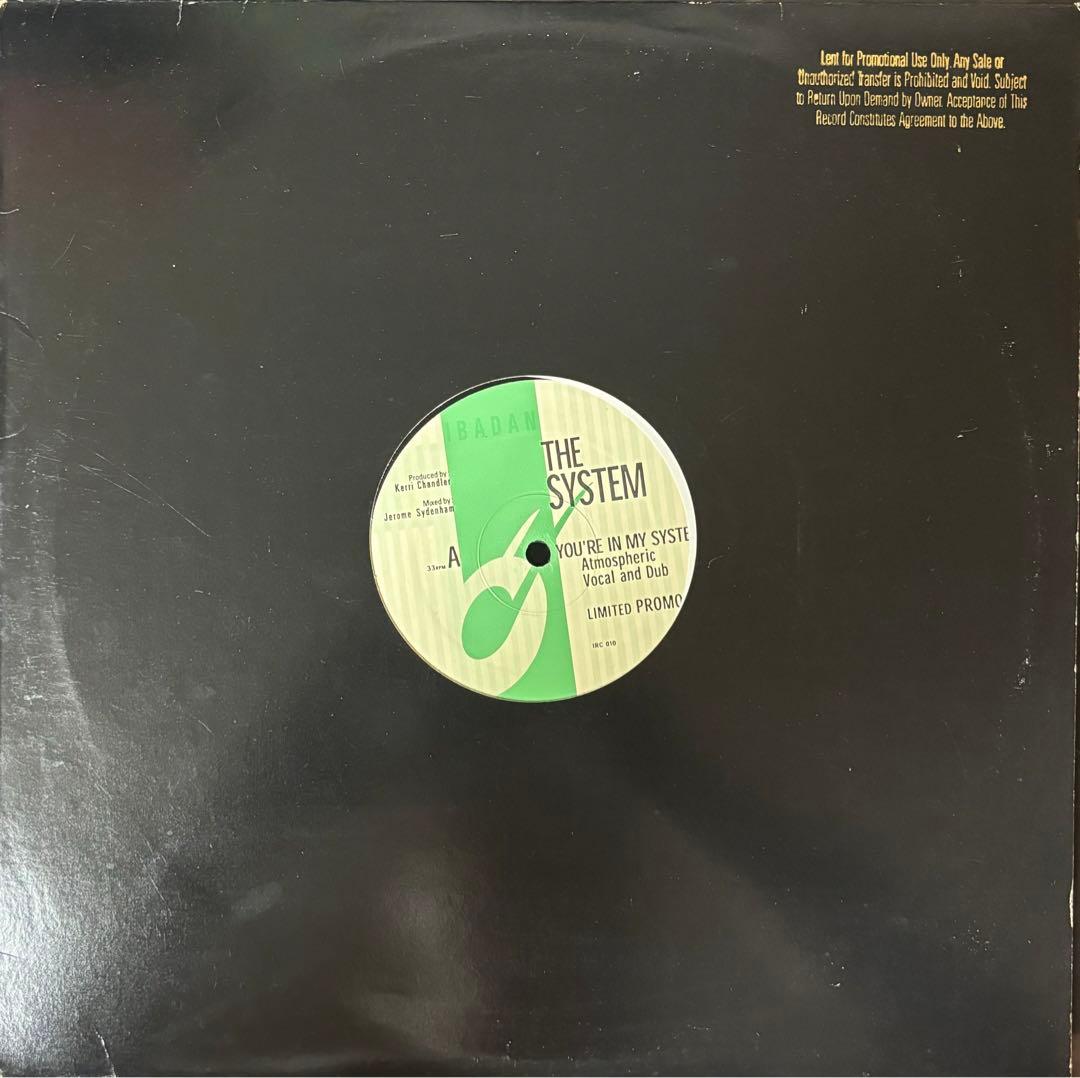 Lent for Promotional Use Only. Any Sale or
Unauthorized Transfer is Prohibited and Void. Subject
to Return Upon Demand by Owner. Acceptance of This
Record Constitutes Agreement to the Above.
IBADAN
THE
SYSTEM
Produced by
Kerri Chandler
Mixed by
Jerome Sydenham
33RPM A
YOU'RE IN MY SYSTE
Atmospheric
Vocal and Dub
LIMITED PROMO
IRC 010